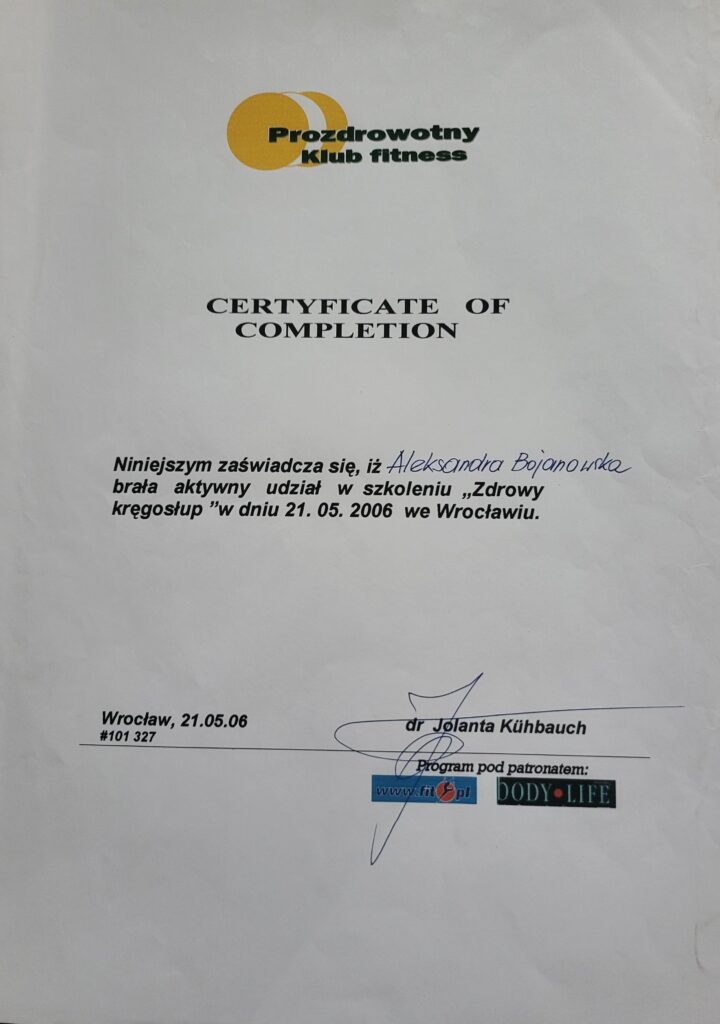 Prozdrowotny
Klub fitness
CERTYFICATE OF
COMPLETION
Niniejszym zaświadcza się, iż Aleksandra Bojanowska
brała aktywny udział w szkoleniu „Zdrowy
kręgosłup ”w dniu 21. 05. 2006 we Wrocławiu.
Wrocław, 21.05.06
dr Jolanta Kühbauch
#101 327
Program pod patronatem:
www.fit.pl
BODY•LIFE